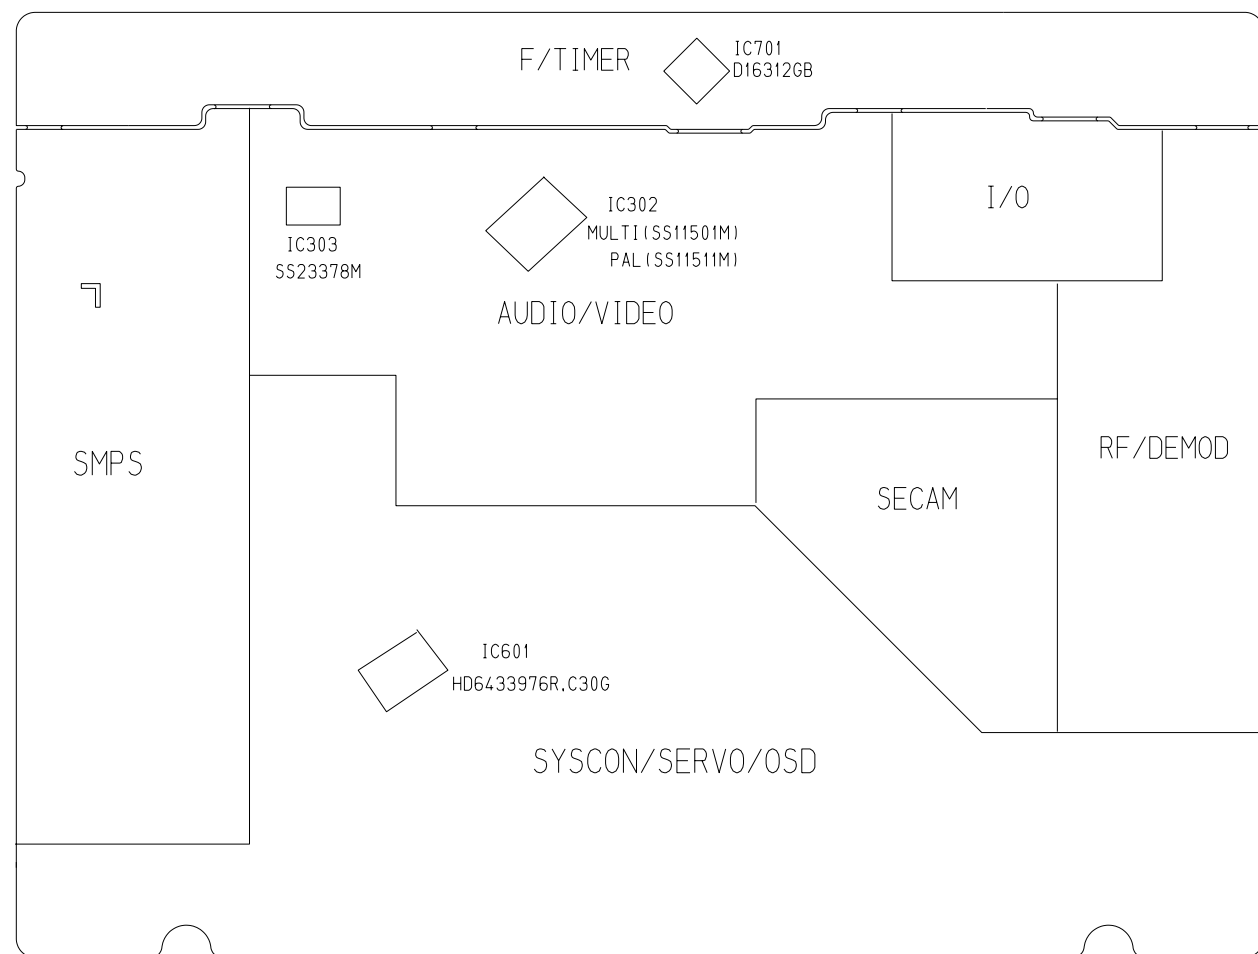 F/TIMER
IC701
D16312GB
I/O
IC302
MULTI(SS11501M)
PAL(SS11511M)
IC303
SS23378M
AUDIO/VIDEO
SMPS
RF/DEMOD
SECAM
IC601
HD6433976R,C30G
SYSCON/SERVO/OSD